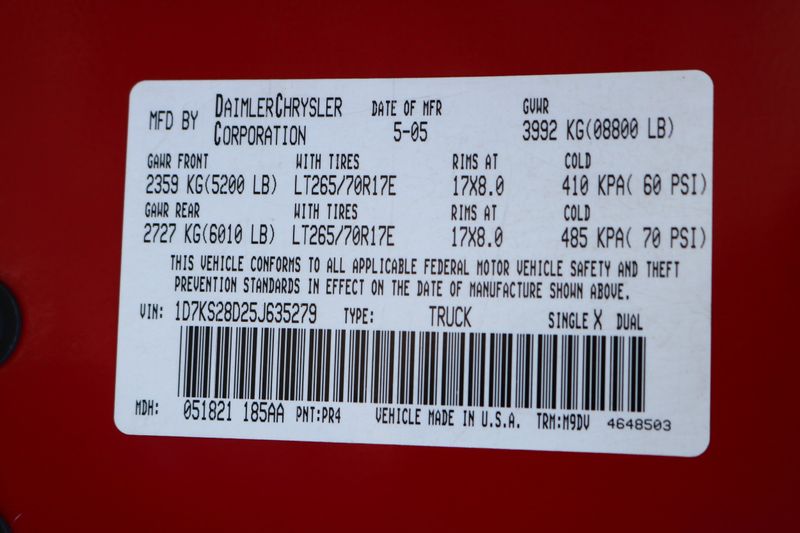 MFD BY DAIMLERCHRYSLER CORPORATION DATE OF MFR 5-05 GVWR 3992 KG(08800 LB)
GAWR FRONT WITH TIRES RIMS AT COLD
2359 KG(5200 LB) LT265/70R17E 17X8.0 410 KPA( 60 PSI)
GAWR REAR WITH TIRES RIMS AT COLD
2727 KG(6010 LB) LT265/70R17E 17X8.0 485 KPA( 70 PSI)
THIS VEHICLE CONFORMS TO ALL APPLICABLE FEDERAL MOTOR VEHICLE SAFETY AND THEFT
PREVENTION STANDARDS IN EFFECT ON THE DATE OF MANUFACTURE SHOWN ABOVE.
VIN: 1D7KS28D25J635279 TYPE: TRUCK SINGLE X DUAL
MDH: 051821 185AA PNT:PR4 VEHICLE MADE IN U.S.A. TRM:M9DV 4648503